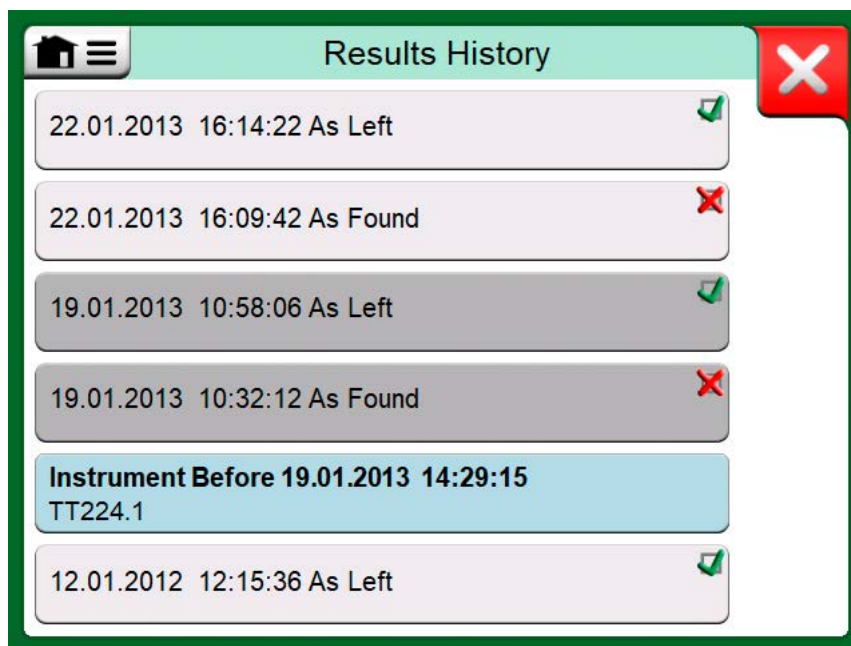 Results History
22.01.2013 16:14:22 As Left
22.01.2013 16:09:42 As Found
19.01.2013 10:58:06 As Left
19.01.2013 10:32:12 As Found
Instrument Before 19.01.2013 14:29:15
TT224.1
12.01.2012 12:15:36 As Left